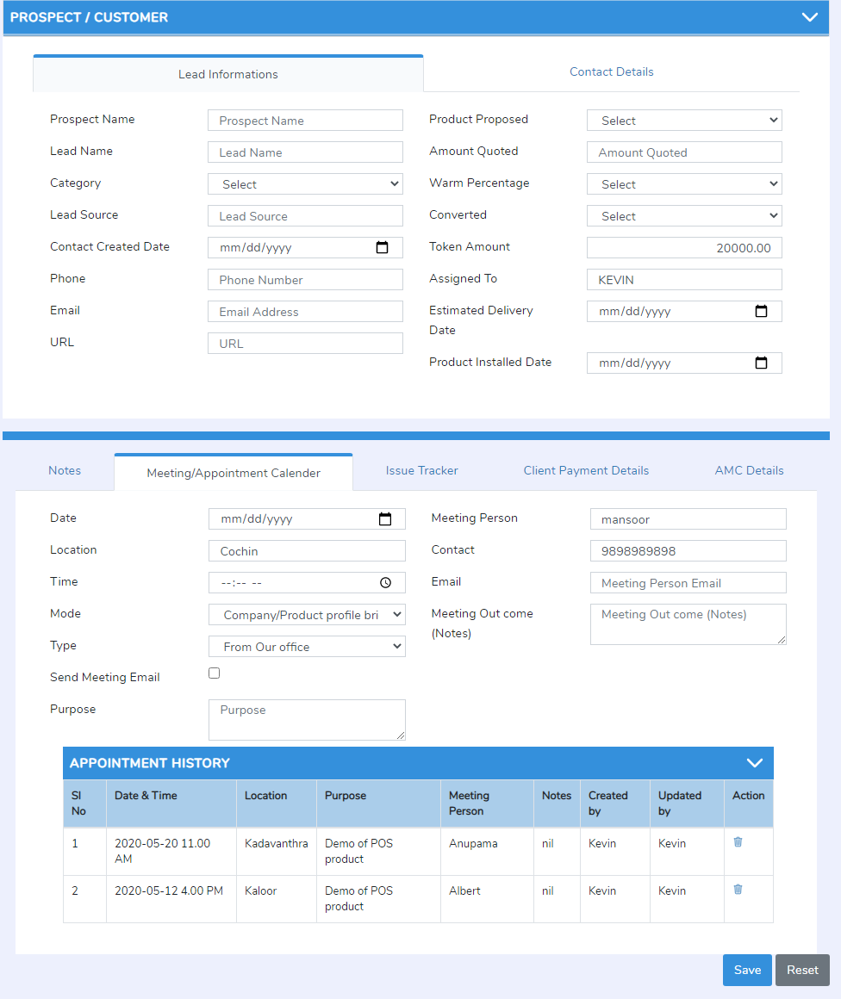 PROSPECT / CUSTOMER
Lead Informations
Contact Details
Prospect Name
Prospect Name
Lead Name
Lead Name
Category
Select
Lead Source
Lead Source
Contact Created Date
mm/dd/yyyy
Phone
Phone Number
Email
Email Address
URL
URL
Product Proposed
Select
Amount Quoted
Amount Quoted
Warm Percentage
Select
Converted
Select
Token Amount
20000.00
Assigned To
KEVIN
Estimated Delivery
Date
mm/dd/yyyy
Product Installed Date
mm/dd/yyyy
Notes
Meeting/Appointment Calender
Issue Tracker
Client Payment Details
AMC Details
Date
mm/dd/yyyy
Location
Cochin
Time
--:-- --
Mode
Company/Product profile bri
Type
From Our office
Send Meeting Email
Purpose
Purpose
Meeting Person
mansoor
Contact
9898989898
Email
Meeting Person Email
Meeting Out come
(Notes)
Meeting Out come (Notes)
APPOINTMENT HISTORY
Sl
No
Date & Time
Location
Purpose
Meeting
Person
Notes
Created
by
Updated
by
Action
1
2020-05-20 11.00
AM
Kadavanthra
Demo of POS
product
Anupama
nil
Kevin
Kevin
2
2020-05-12 4.00 PM
Kaloor
Demo of POS
product
Albert
nil
Kevin
Kevin
Save
Reset